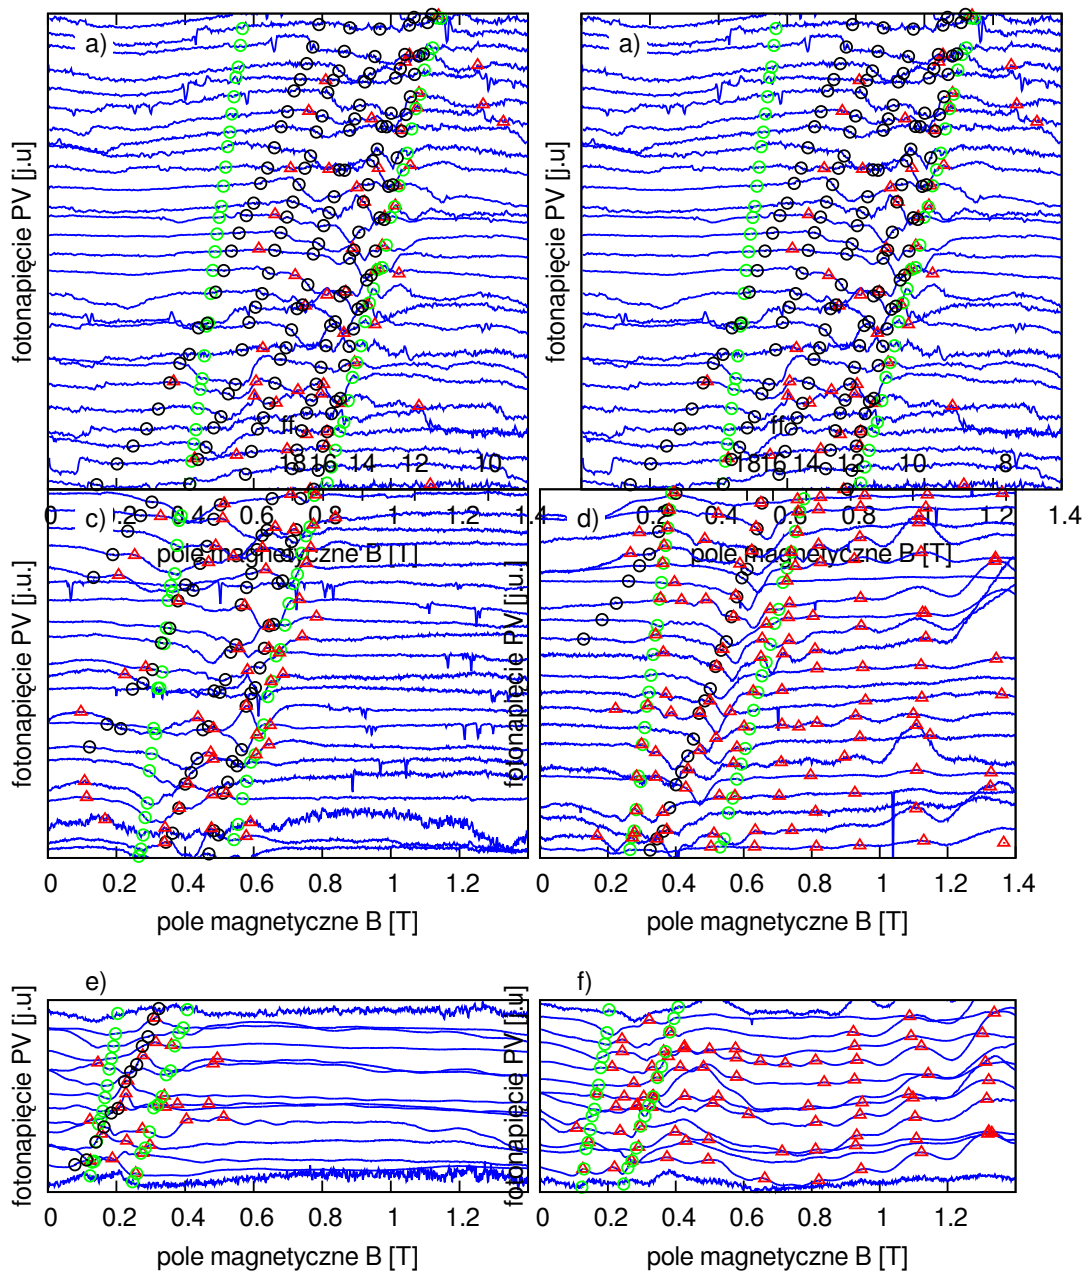 a) a)
fotonapięcie PV [j.u]
fotonapięcie PV [j.u]
ff ff
18 16 14 12 10
18 16 14 12 10 8
0 0.2 0.4 0.6 0.8 1 1.2 1.4
0.2 0.4 0.6 0.8 1 1.2 1.4
pole magnetyczne B [T]
pole magnetyczne B [T]
c) d)
fotonapięcie PV [j.u.]
fotonapięcie PV [j.u.]
0 0.2 0.4 0.6 0.8 1 1.2
0 0.2 0.4 0.6 0.8 1 1.2 1.4
pole magnetyczne B [T]
pole magnetyczne B [T]
e) f)
fotonapięcie PV [j.u]
fotonapięcie PV [j.u]
0 0.2 0.4 0.6 0.8 1 1.2
0 0.2 0.4 0.6 0.8 1 1.2
pole magnetyczne B [T]
pole magnetyczne B [T]